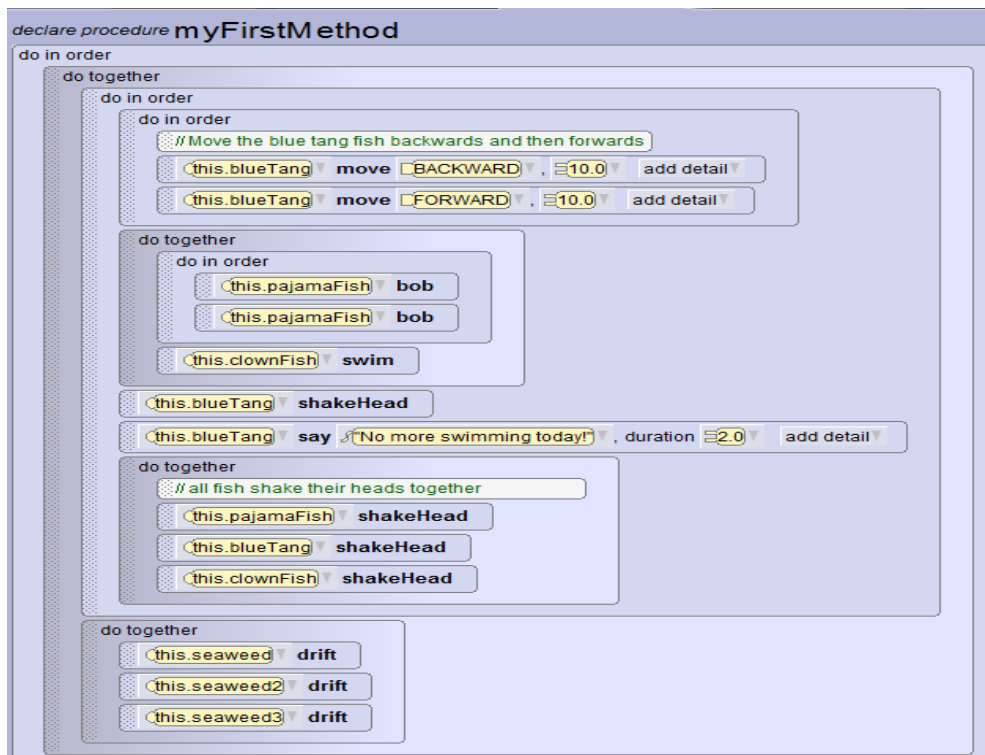 declare procedure myFirstMethod
do in order
do together
do in order
do in order
// Move the blue tang fish backwards and then forwards
this.blueTang move BACKWARD , 10.0 add detail
this.blueTang move FORWARD , 10.0 add detail
do together
do in order
this.pajamaFish bob
this.pajamaFish bob
this.clownFish swim
this.blueTang shakeHead
this.blueTang say "No more swimming today!" , duration 2.0 add detail
do together
// all fish shake their heads together
this.pajamaFish shakeHead
this.blueTang shakeHead
this.clownFish shakeHead
do together
this.seaweed drift
this.seaweed2 drift
this.seaweed3 drift